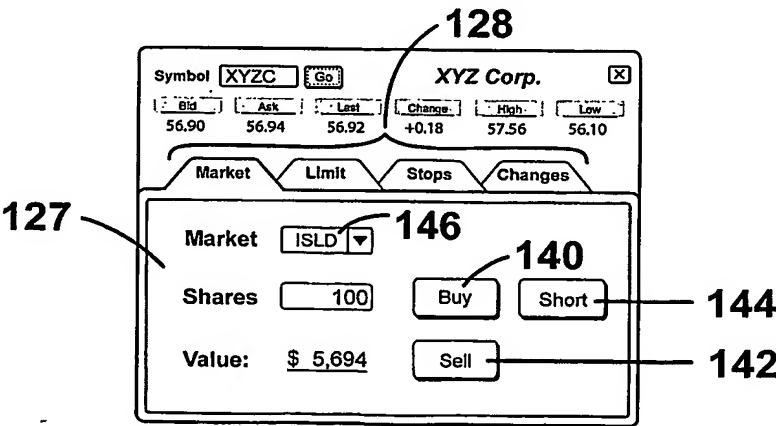 128
Symbol XYZC Go XYZ Corp. X
Bid Ask Last Change High Low
56.90 56.94 56.92 +0.18 57.56 56.10
Market Limit Stops Changes
127
Market ISLD 146
140
Shares 100 Buy Short 144
Value: $ 5,694 Sell 142